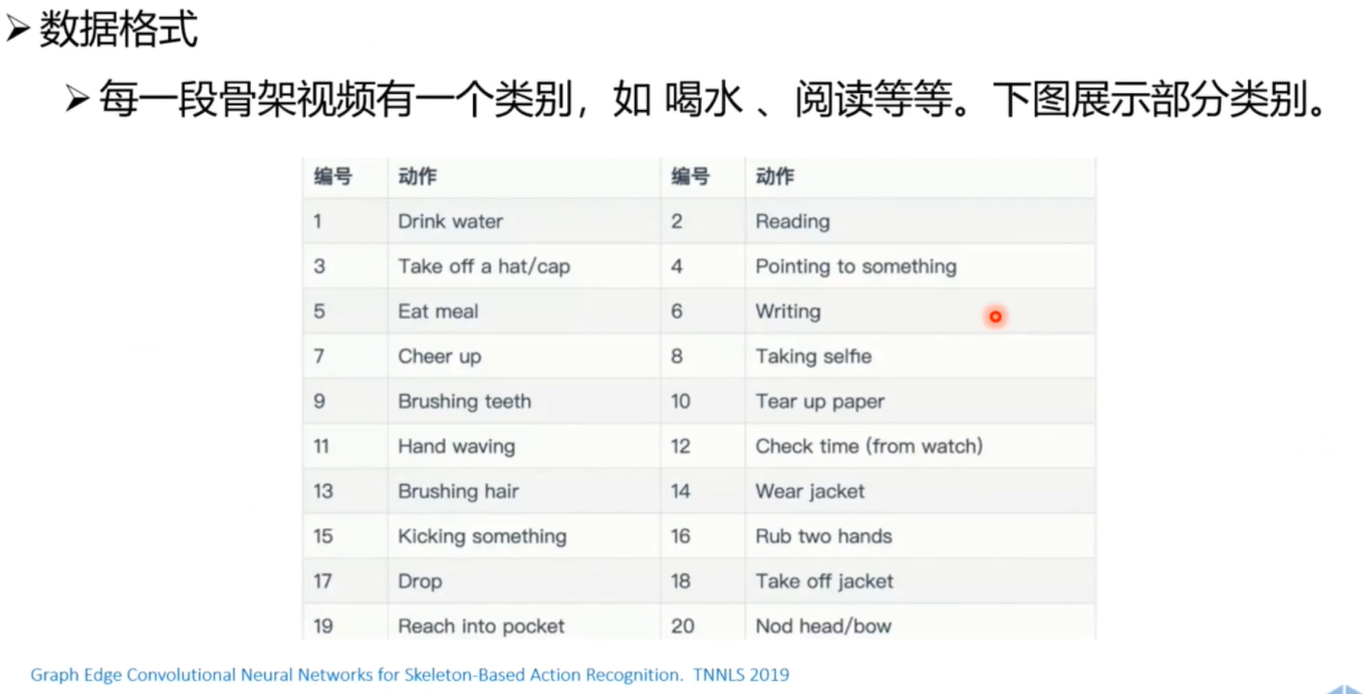 数据格式
每一段骨架视频有一个类别，如 喝水 、阅读等等。下图展示部分类别。
编号 动作 编号 动作
1 Drink water 2 Reading
3 Take off a hat/cap 4 Pointing to something
5 Eat meal 6 Writing
7 Cheer up 8 Taking selfie
9 Brushing teeth 10 Tear up paper
11 Hand waving 12 Check time (from watch)
13 Brushing hair 14 Wear jacket
15 Kicking something 16 Rub two hands
17 Drop 18 Take off jacket
19 Reach into pocket 20 Nod head/bow
Graph Edge Convolutional Neural Networks for Skeleton-Based Action Recognition. TNNLS 2019